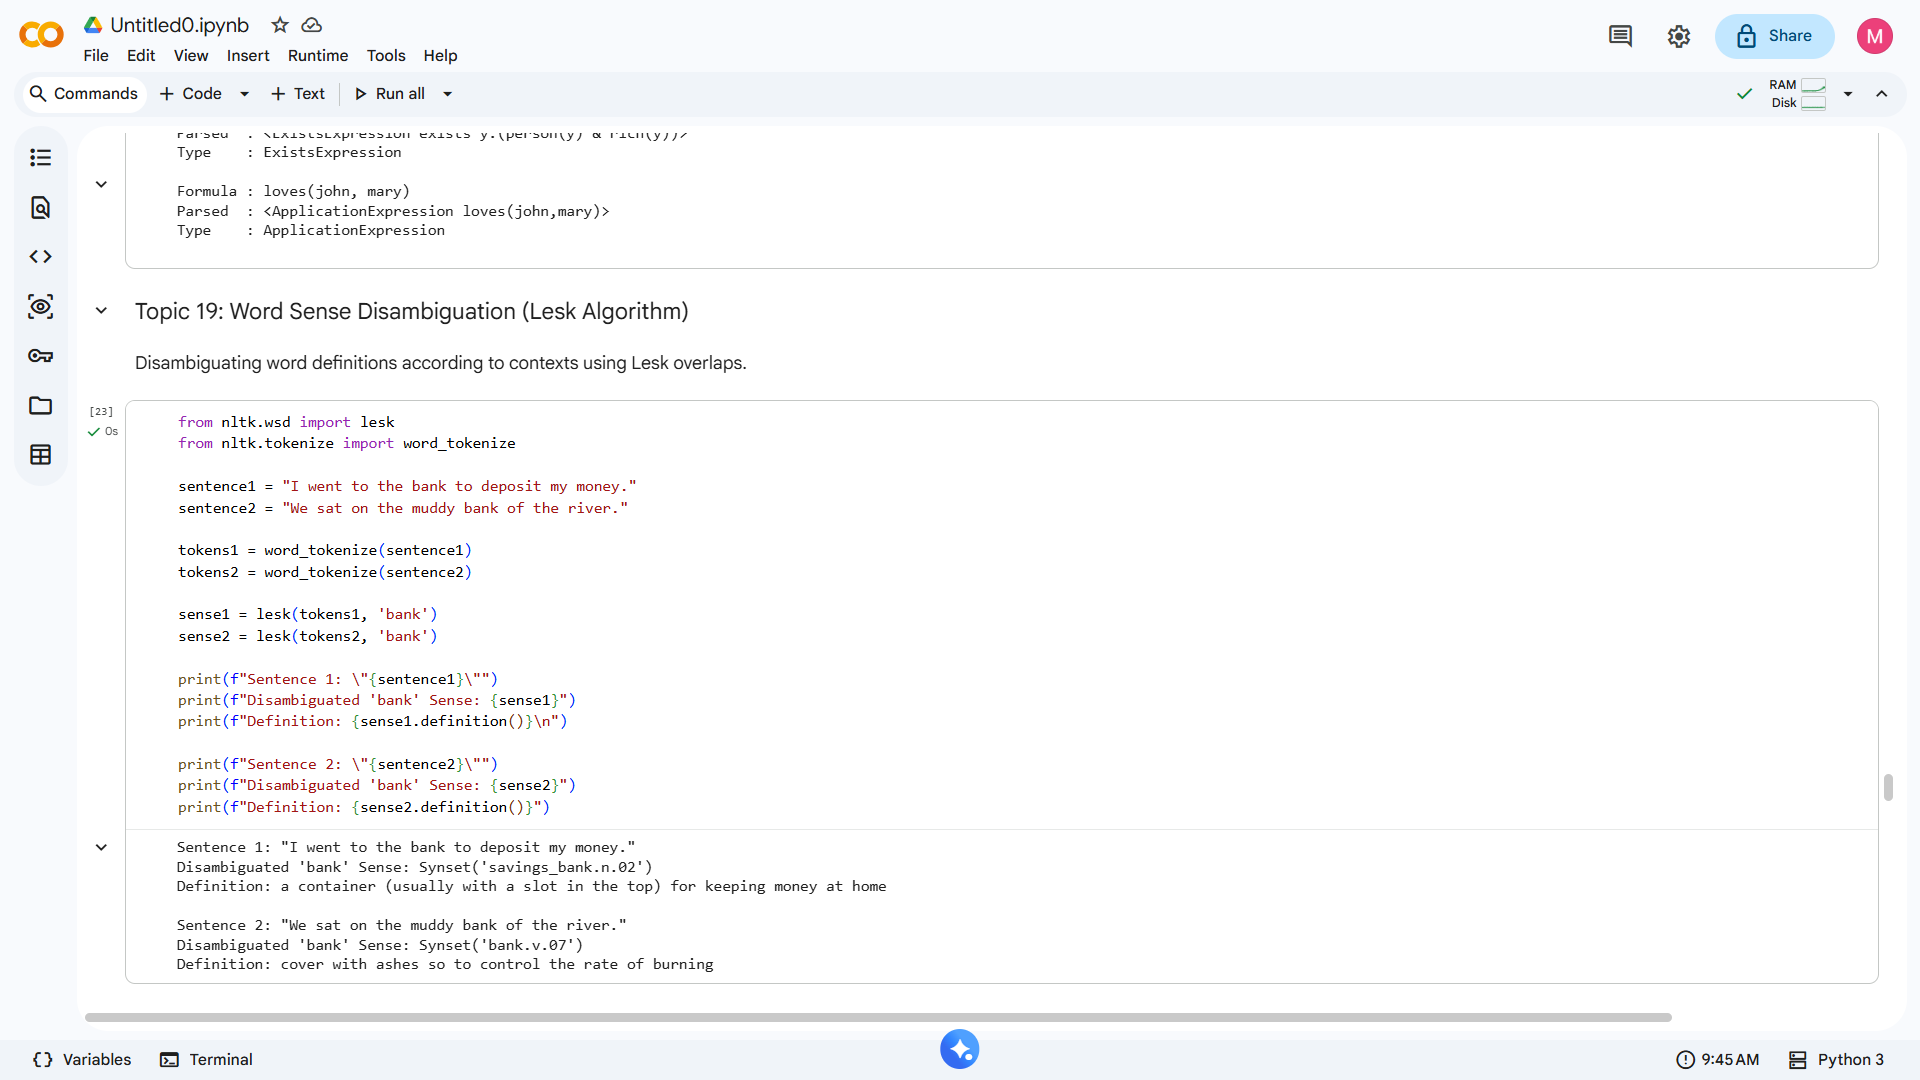 Untitled0.ipynb
File Edit View Insert Runtime Tools Help
Share
M
Commands + Code + Text Run all
RAM
Disk
Parsed  : <ExistsExpression exists y.(person(y) & rich(y))>
Type    : ExistsExpression
Formula : loves(john, mary)
Parsed  : <ApplicationExpression loves(john,mary)>
Type    : ApplicationExpression
Topic 19: Word Sense Disambiguation (Lesk Algorithm)
Disambiguating word definitions according to contexts using Lesk overlaps.
[23]
0s
from nltk.wsd import lesk
from nltk.tokenize import word_tokenize
sentence1 = "I went to the bank to deposit my money."
sentence2 = "We sat on the muddy bank of the river."
tokens1 = word_tokenize(sentence1)
tokens2 = word_tokenize(sentence2)
sense1 = lesk(tokens1, 'bank')
sense2 = lesk(tokens2, 'bank')
print(f"Sentence 1: \"{sentence1}\"")
print(f"Disambiguated 'bank' Sense: {sense1}")
print(f"Definition: {sense1.definition()}\n")
print(f"Sentence 2: \"{sentence2}\"")
print(f"Disambiguated 'bank' Sense: {sense2}")
print(f"Definition: {sense2.definition()}")
Sentence 1: "I went to the bank to deposit my money."
Disambiguated 'bank' Sense: Synset('savings_bank.n.02')
Definition: a container (usually with a slot in the top) for keeping money at home
Sentence 2: "We sat on the muddy bank of the river."
Disambiguated 'bank' Sense: Synset('bank.v.07')
Definition: cover with ashes so to control the rate of burning
Variables Terminal
9:45 AM Python 3